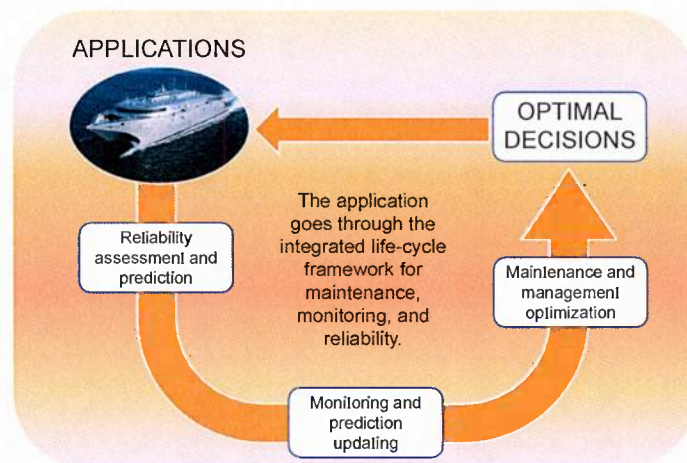 APPLICATIONS
OPTIMAL
DECISIONS
The application
goes through the
integrated life-cycle
framework for
maintenance,
monitoring, and
reliability.
Reliability
assessment and
prediction
Maintenance and
management
optimization
Monitoring and
prediction
updating